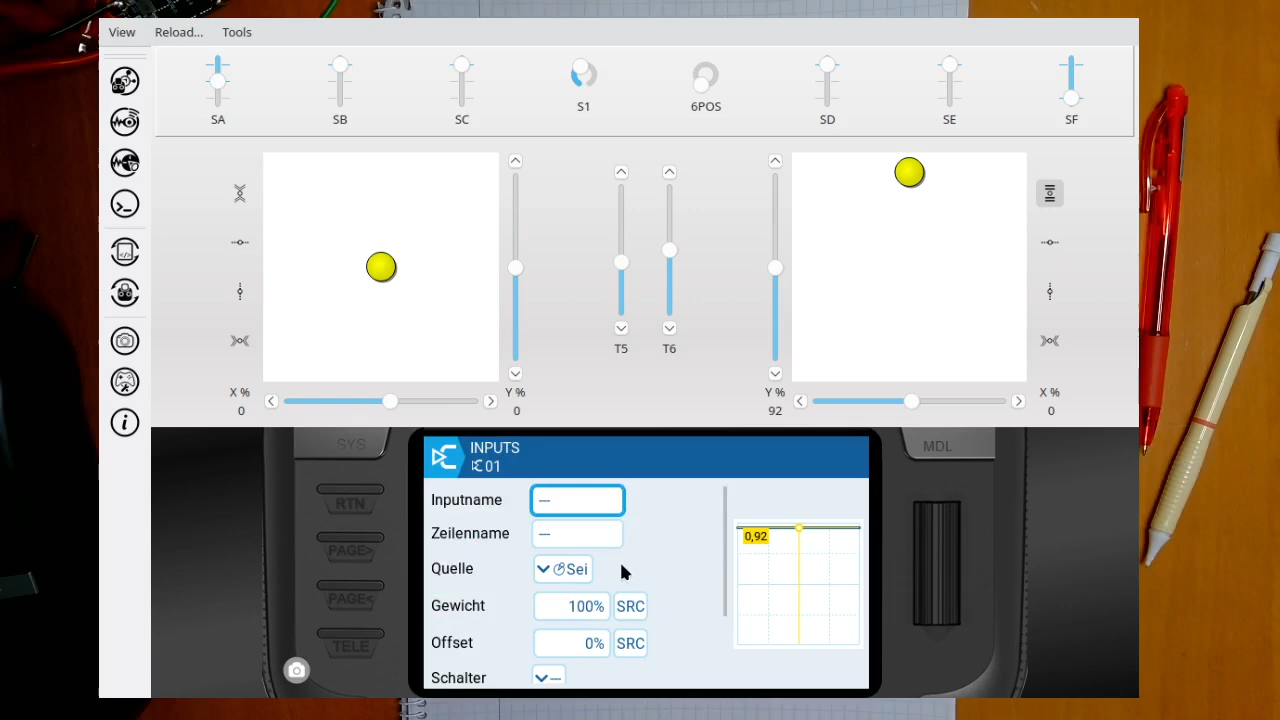 View Reload... Tools
SA SB SC S1 6POS SD SE SF
T5 T6
X % Y % Y % X %
0 0 92 0
SYS MDL
RTN
PAGE>
PAGE<
TELE
INPUTS
01
Inputname ---
Zeilenname ---
Quelle Sei
Gewicht 100% SRC
Offset 0% SRC
Schalter ---
0,92